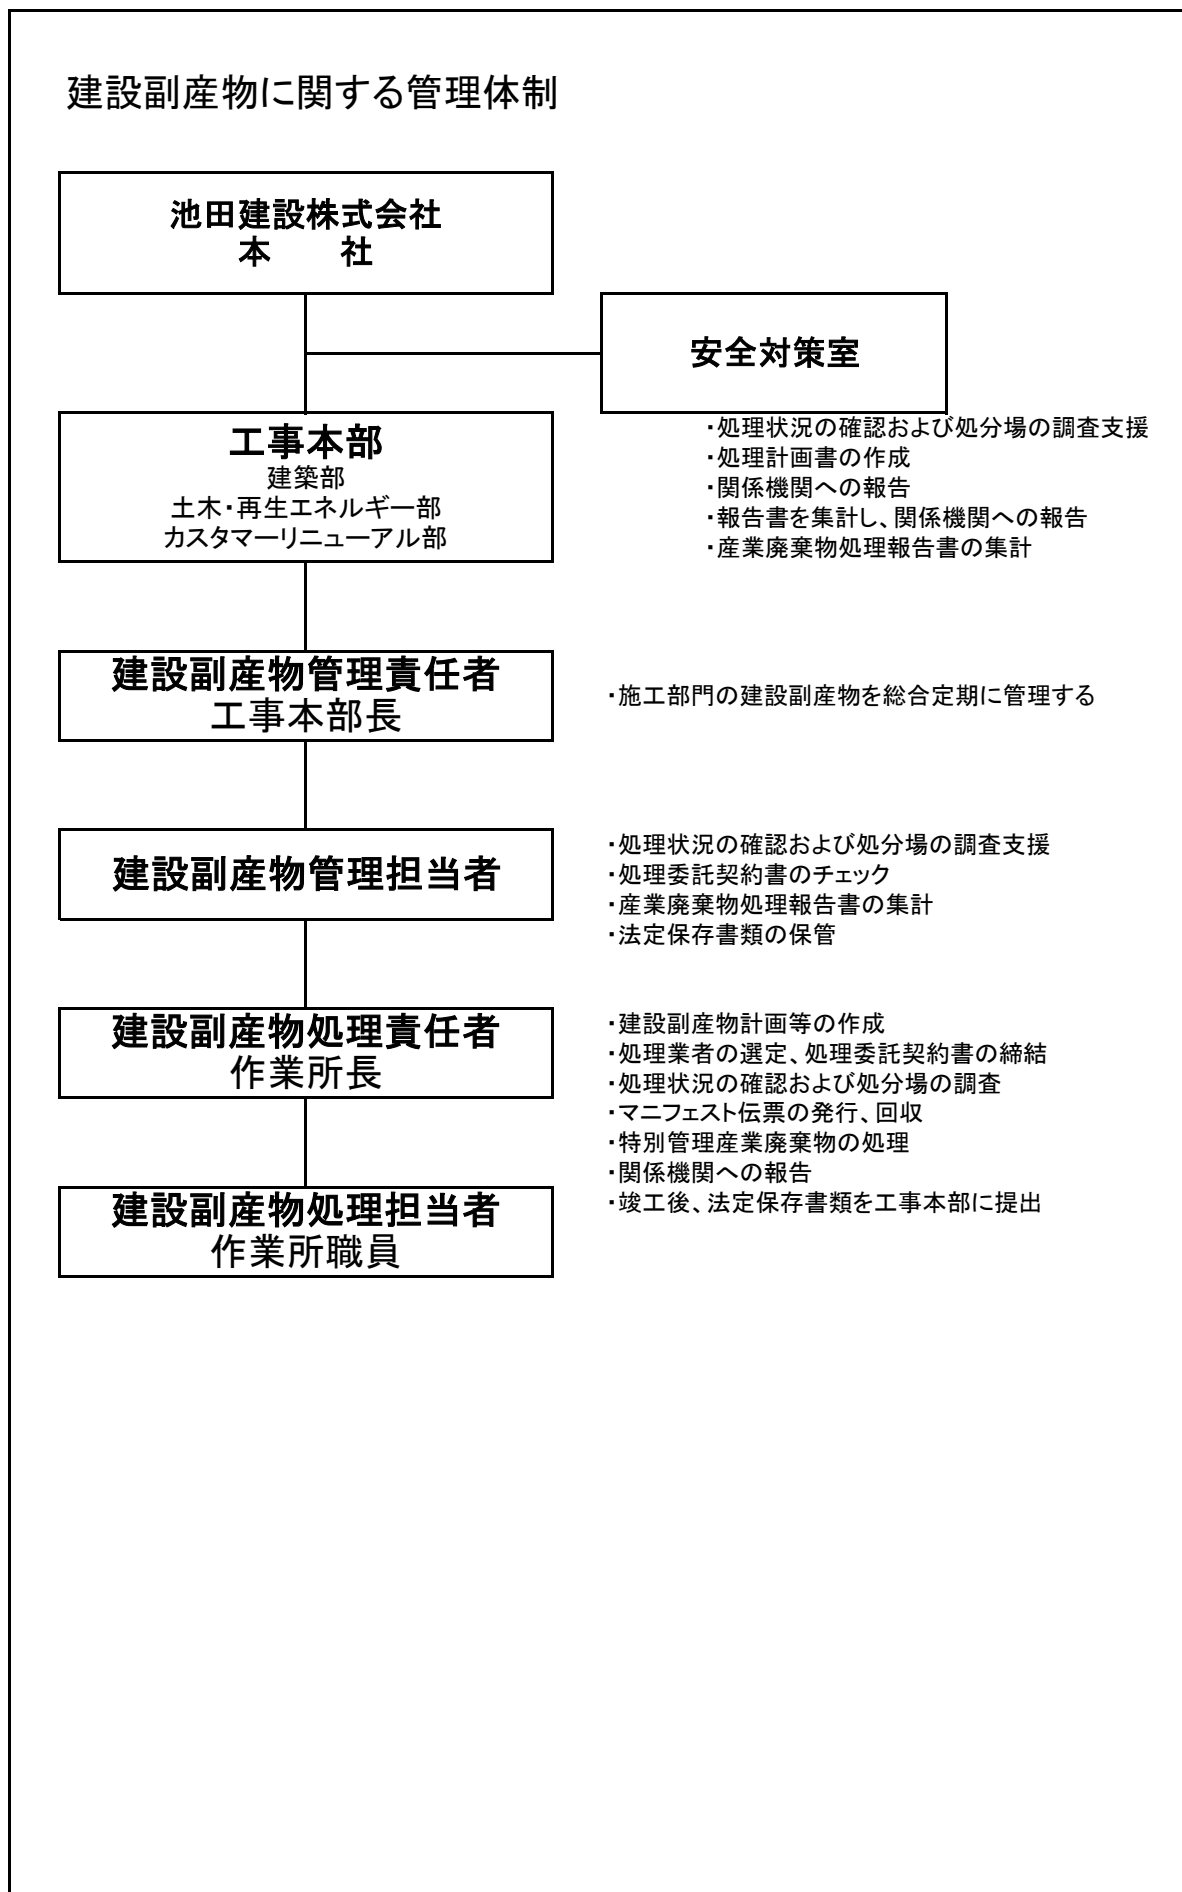 建設副産物に関する管理体制
池田建設株式会社
本　　社
安全対策室
・処理状況の確認および処分場の調査支援
・処理計画書の作成
・関係機関への報告
・報告書を集計し、関係機関への報告
・産業廃棄物処理報告書の集計
工事本部
建築部
土木・再生エネルギー部
カスタマーリニューアル部
建設副産物管理責任者
工事本部長
・施工部門の建設副産物を総合定期に管理する
建設副産物管理担当者
・処理状況の確認および処分場の調査支援
・処理委託契約書のチェック
・産業廃棄物処理報告書の集計
・法定保存書類の保管
建設副産物処理責任者
作業所長
・建設副産物計画等の作成
・処理業者の選定、処理委託契約書の締結
・処理状況の確認および処分場の調査
・マニフェスト伝票の発行、回収
・特別管理産業廃棄物の処理
・関係機関への報告
・竣工後、法定保存書類を工事本部に提出
建設副産物処理担当者
作業所職員